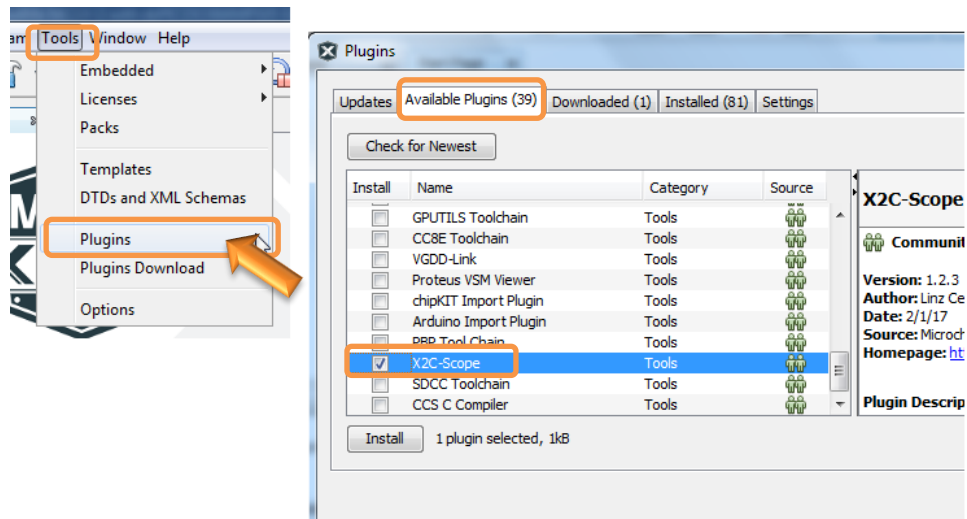 Tools Window Help
Embedded
Licenses
Packs
Templates
DTDs and XML Schemas
Plugins
Plugins Download
Options
Plugins
Updates Available Plugins (39) Downloaded (1) Installed (81) Settings
Check for Newest
Install Name Category Source
GPUTILS Toolchain Tools
CC8E Toolchain Tools
VGDD-Link Tools
Proteus VSM Viewer Tools
chipKIT Import Plugin Tools
Arduino Import Plugin Tools
PBP Tool Chain Tools
X2C-Scope Tools
SDCC Toolchain Tools
CCS C Compiler Tools
Install 1 plugin selected, 1kB
X2C-Scope
Communit
Version: 1.2.3
Author: Linz Ce
Date: 2/1/17
Source: Microch
Homepage: ht
Plugin Descrip